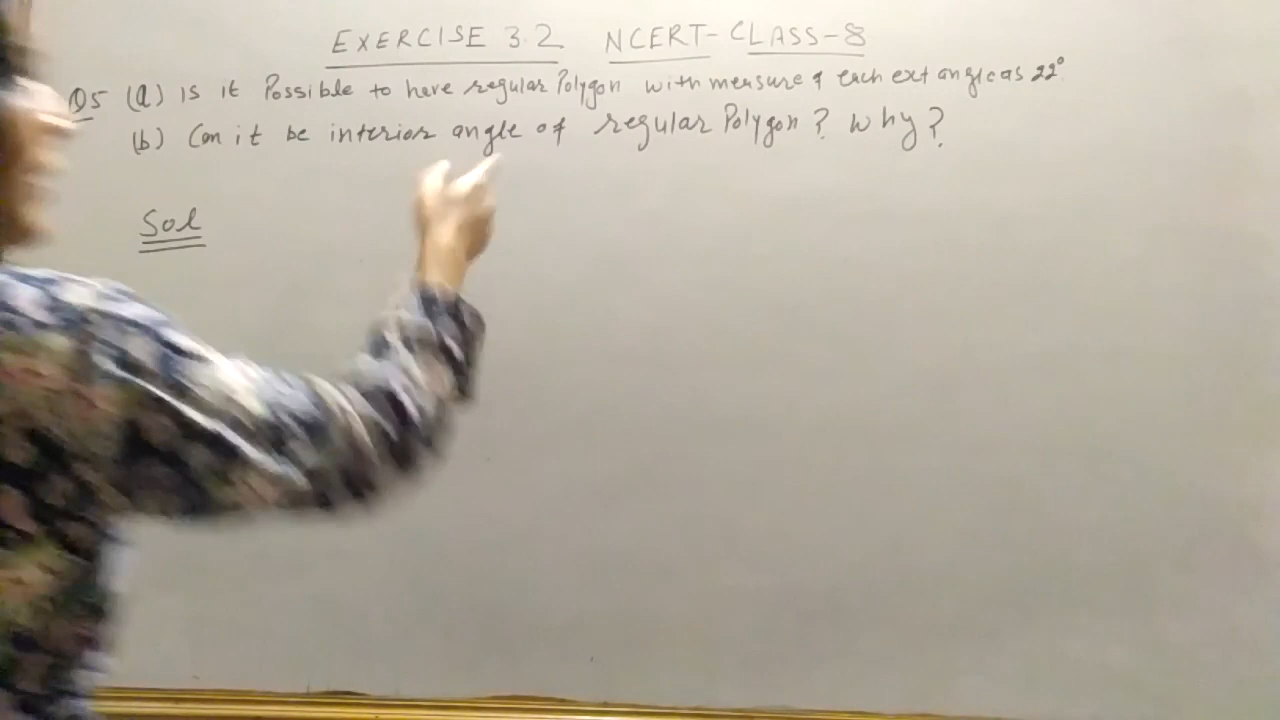 EXERCISE 3.2 NCERT-CLASS-8
Q5 (a) Is it Possible to have regular Polygon with measure of each ext angle as 22°
(b) Can it be interior angle of regular Polygon? Why?
Sol